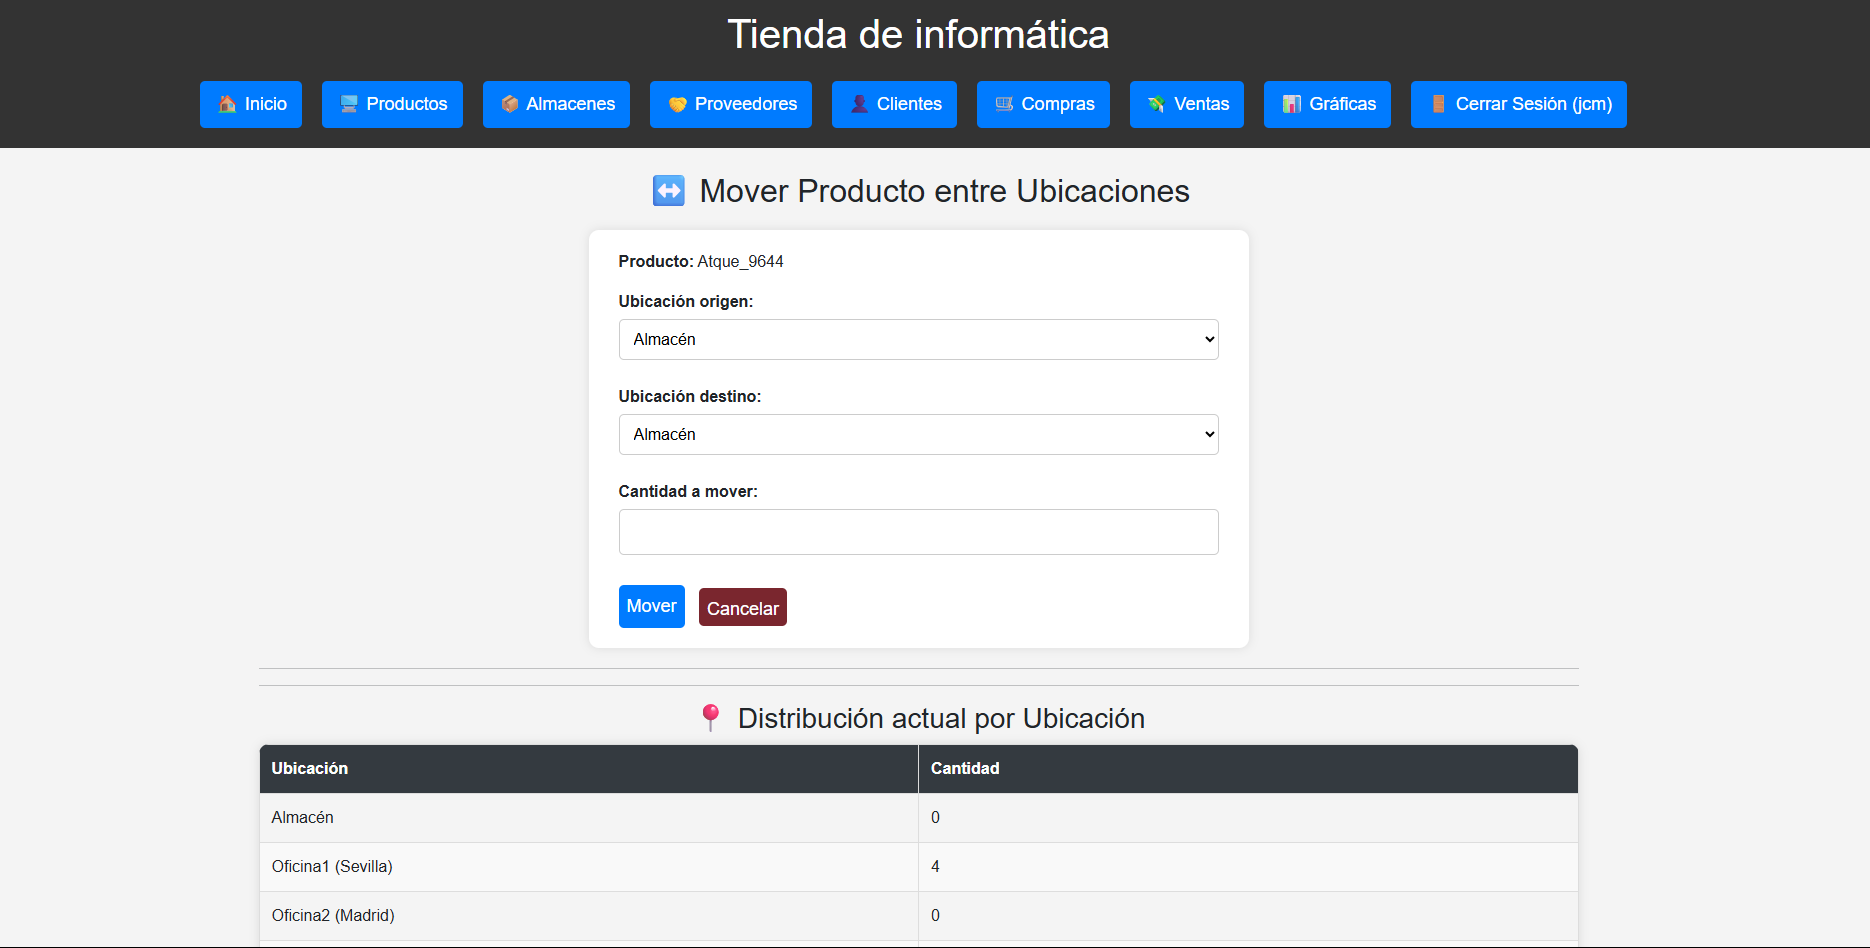 Tienda de informática
Inicio Productos Almacenes Proveedores Clientes Compras Ventas Gráficas Cerrar Sesión (jcm)
Mover Producto entre Ubicaciones
Producto: Atque_9644
Ubicación origen:
Almacén
Ubicación destino:
Almacén
Cantidad a mover:
Mover Cancelar
Distribución actual por Ubicación
Ubicación Cantidad
Almacén 0
Oficina1 (Sevilla) 4
Oficina2 (Madrid) 0